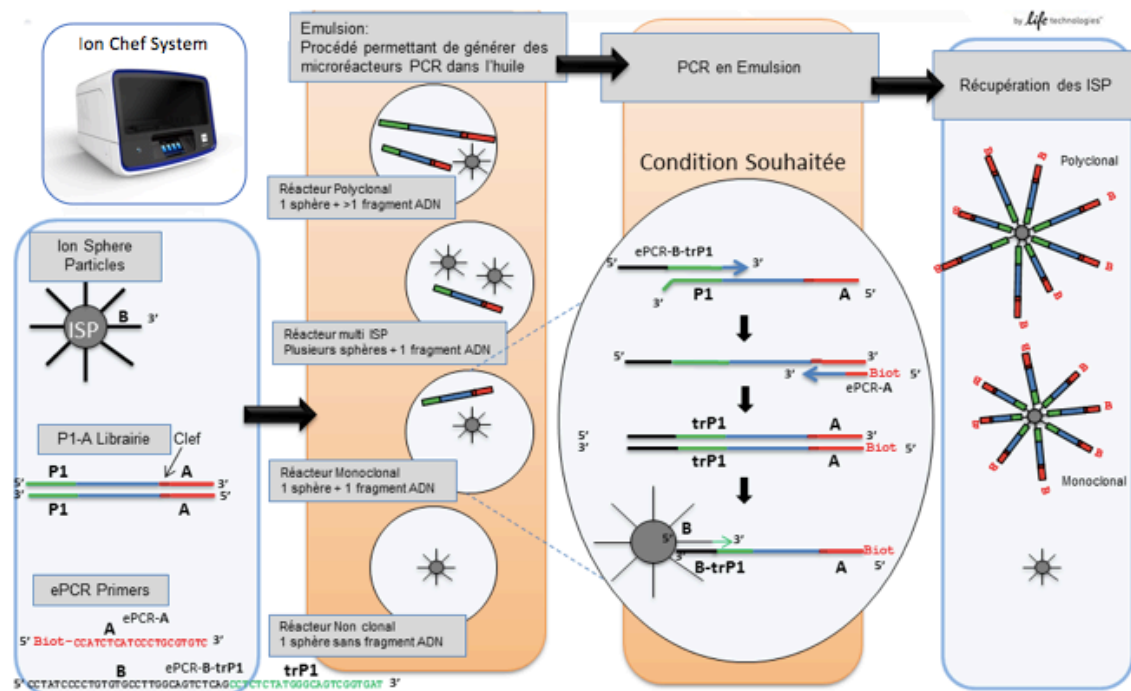 Ion Chef System
Emulsion:
Procédé permettant de générer des
microréacteurs PCR dans l'huile
PCR en Emulsion
by life technologies™
Récupération des ISP
Réacteur Polyclonal
1 sphère + >1 fragment ADN
Réacteur multi ISP
Plusieurs sphères + 1 fragment ADN
Réacteur Monoclonal
1 sphère + 1 fragment ADN
Réacteur Non clonal
1 sphère sans fragment ADN
Ion Sphere
Particles
ISP
B 3'
P1-A Librairie
Clef
P1 A
5' 3'
3' 5'
P1 A
ePCR Primers
A ePCR-A
5' Biot-CCATCTCATCCCTGCGTGTC 3'
B ePCR-B-trP1 trP1
5' CCTATCCCCTGTGTGCCTTGGCAGTCTCAGCCTCTCTATGGGCAGTCGGTGAT 3'
Condition Souhaitée
ePCR-B-trP1
5' 3'
3' P1 A 5'
5' 3'
3' Biot 5'
ePCR-A
trP1 A
5' 3'
3' Biot 5'
trP1 A
B
5' 3'
3' Biot
B-trP1 A 5'
Polyclonal
B B B B B B B B B
Monoclonal
B B B B B B B B